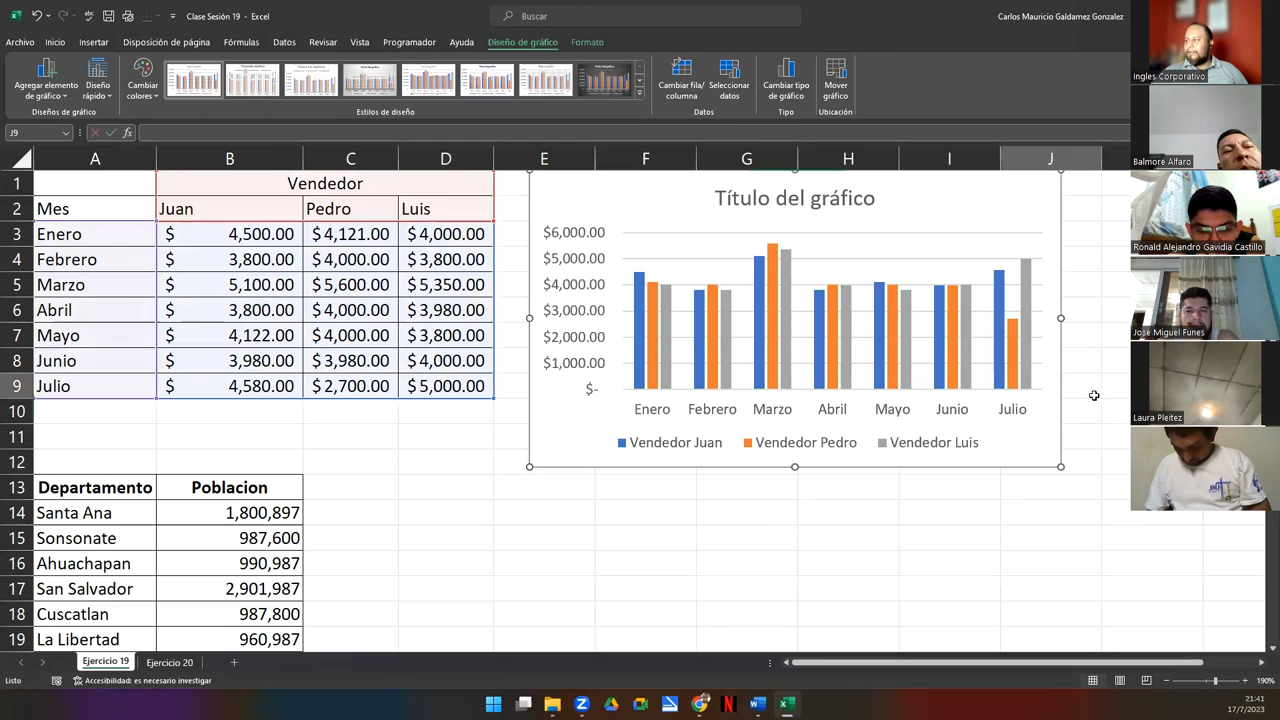 Clase Sesión 19 - Excel
Buscar
Carlos Mauricio Galdamez Gonzalez
Archivo Inicio Insertar Disposición de página Fórmulas Datos Revisar Vista Programador Ayuda Diseño de gráfico Formato
Agregar elemento de gráfico
Diseño rápido
Cambiar colores
Cambiar fila/columna
Seleccionar datos
Cambiar tipo de gráfico
Mover gráfico
Diseños de gráfico Estilos de diseño Datos Tipo Ubicación
J9 fx
A B C D E F G H I J
1 Vendedor
2 Mes Juan Pedro Luis
3 Enero $ 4,500.00 $ 4,121.00 $ 4,000.00
4 Febrero $ 3,800.00 $ 4,000.00 $ 3,800.00
5 Marzo $ 5,100.00 $ 5,600.00 $ 5,350.00
6 Abril $ 3,800.00 $ 4,000.00 $ 3,980.00
7 Mayo $ 4,122.00 $ 4,000.00 $ 3,800.00
8 Junio $ 3,980.00 $ 3,980.00 $ 4,000.00
9 Julio $ 4,580.00 $ 2,700.00 $ 5,000.00
10
11
12
13 Departamento Poblacion
14 Santa Ana 1,800,897
15 Sonsonate 987,600
16 Ahuachapan 990,987
17 San Salvador 2,901,987
18 Cuscatlan 987,800
19 La Libertad 960,987
Título del gráfico
$6,000.00
$5,000.00
$4,000.00
$3,000.00
$2,000.00
$1,000.00
$-
Enero Febrero Marzo Abril Mayo Junio Julio
Vendedor Juan Vendedor Pedro Vendedor Luis
Ingles Corporativo
Balmore Alfaro
Ronald Alejandro Gavidia Castillo
Jose Miguel Funes
Laura Pleitez
Ejercicio 19 Ejercicio 20
Listo Accesibilidad: es necesario investigar 190%
21:41
17/7/2023